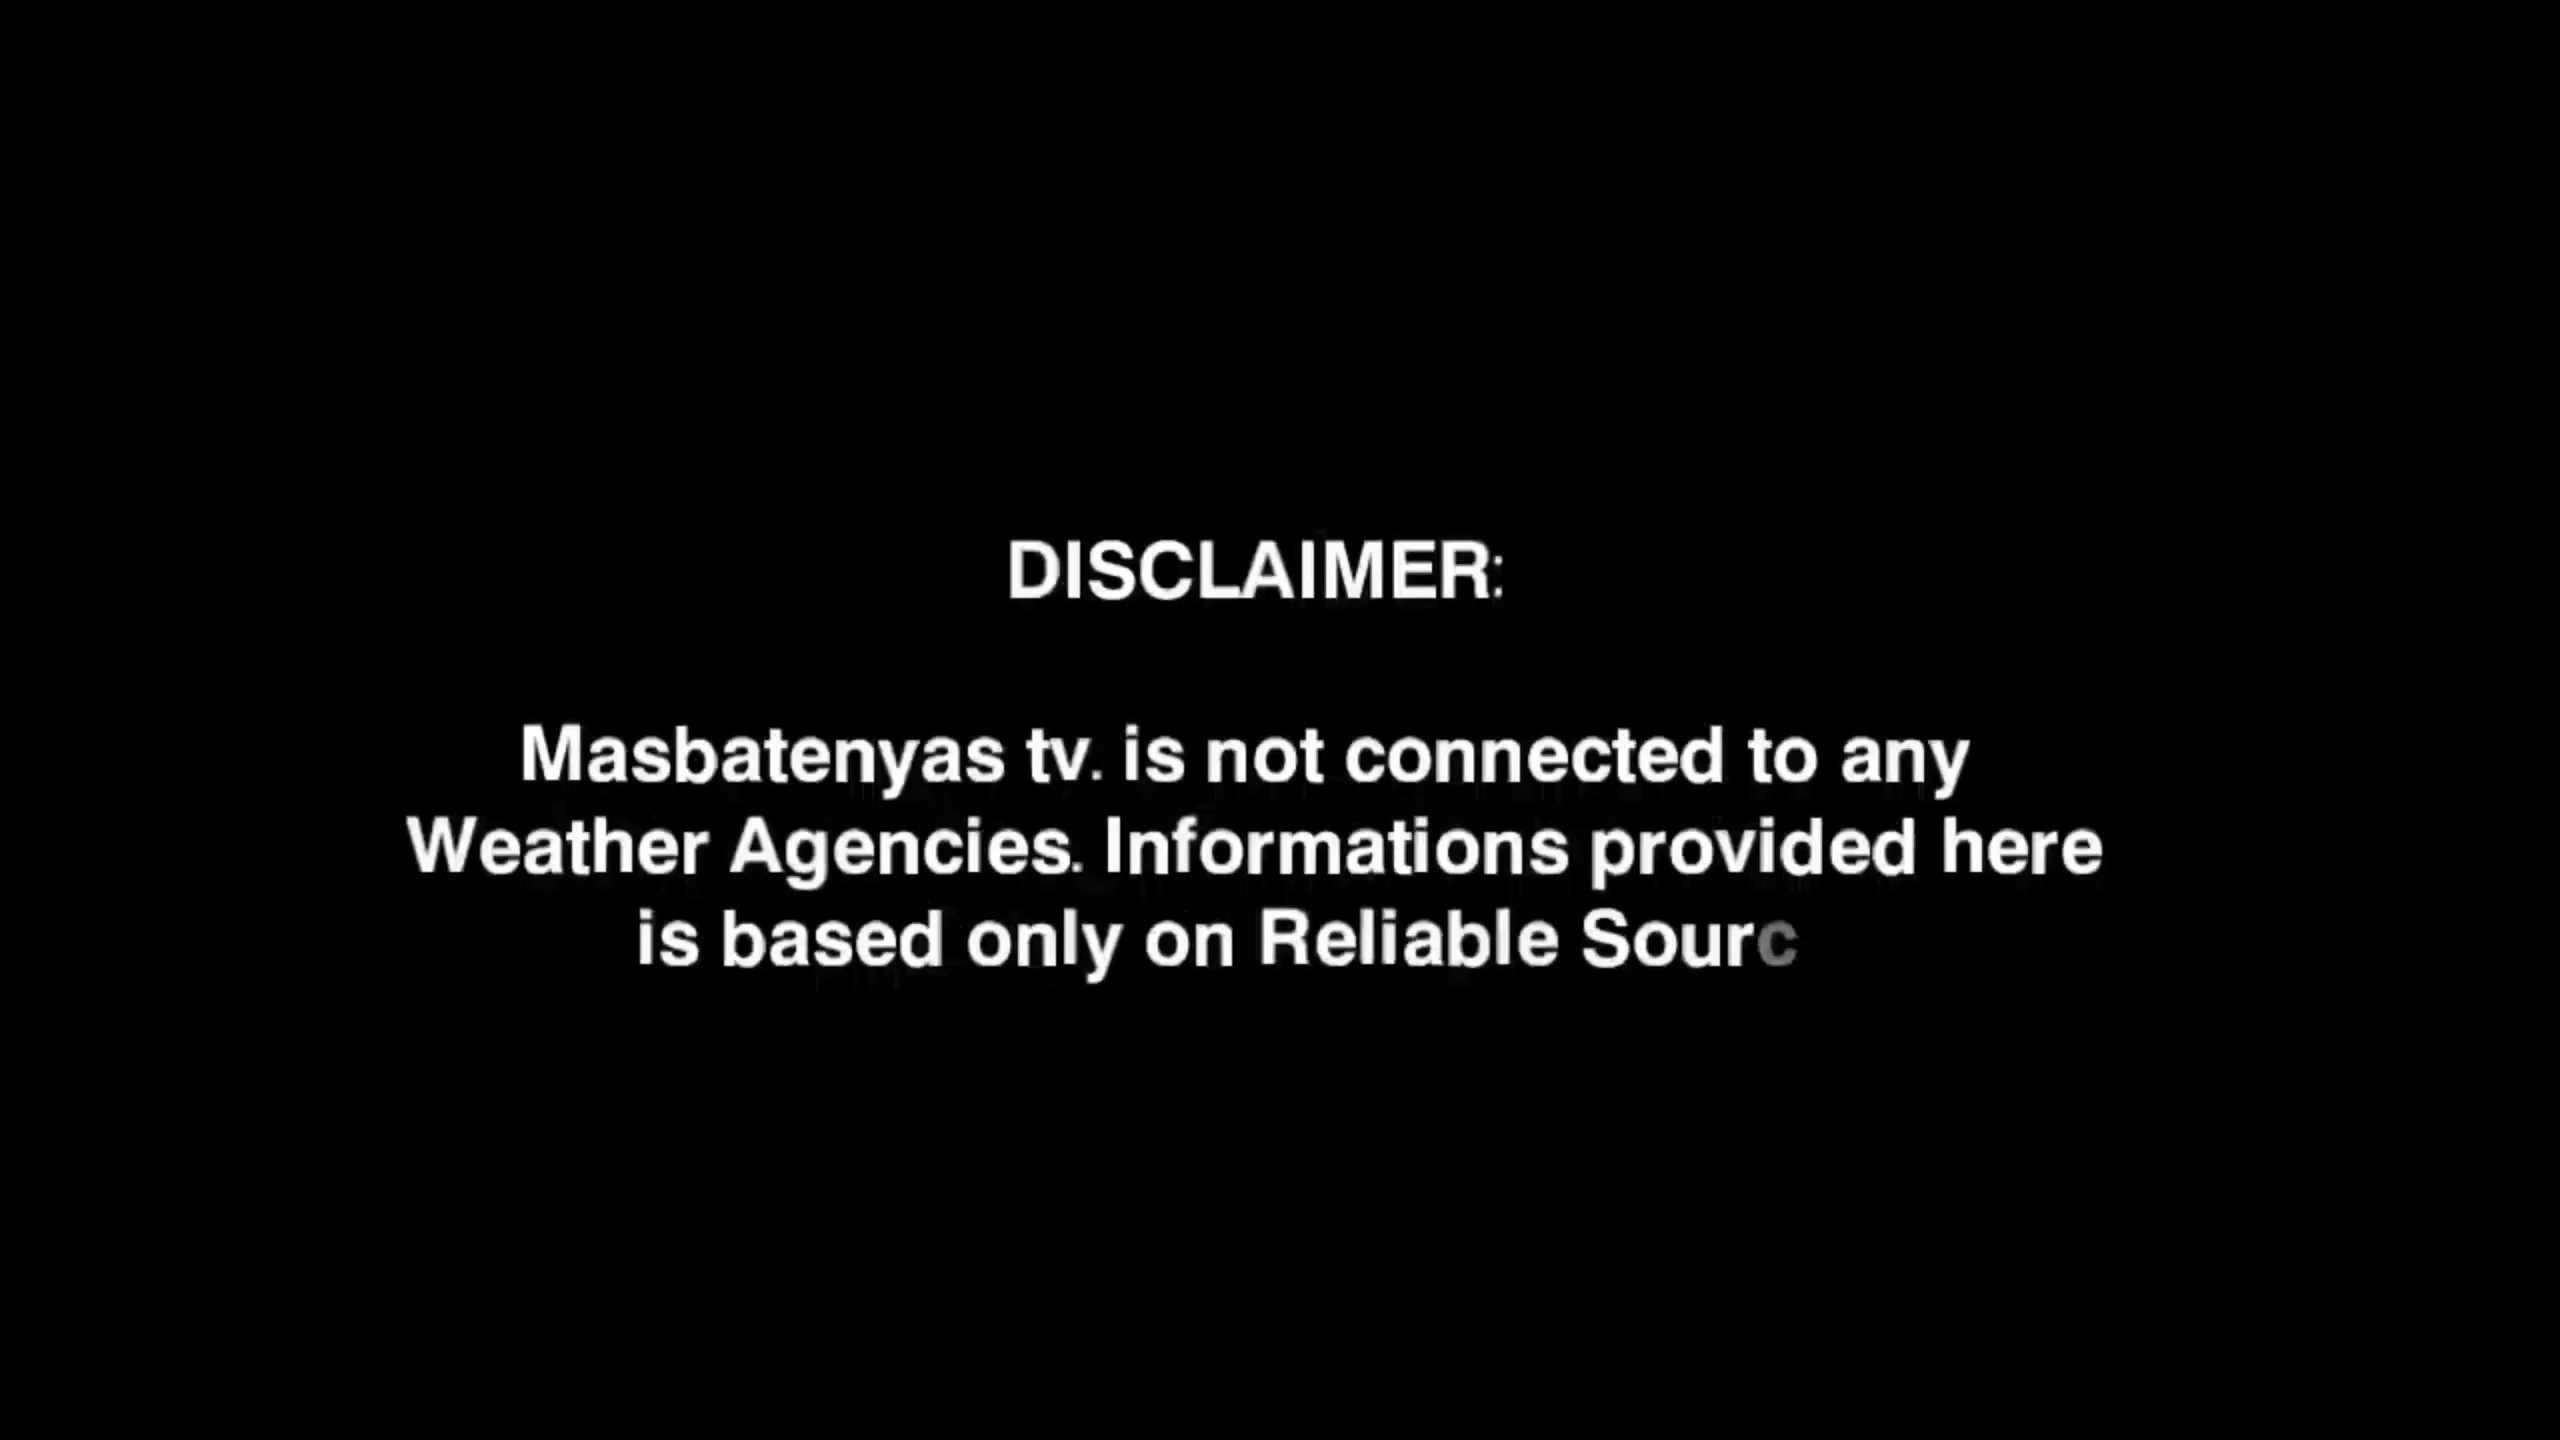 DISCLAIMER:
Masbatenyas tv. is not connected to any
Weather Agencies. Informations provided here
is based only on Reliable Sourc